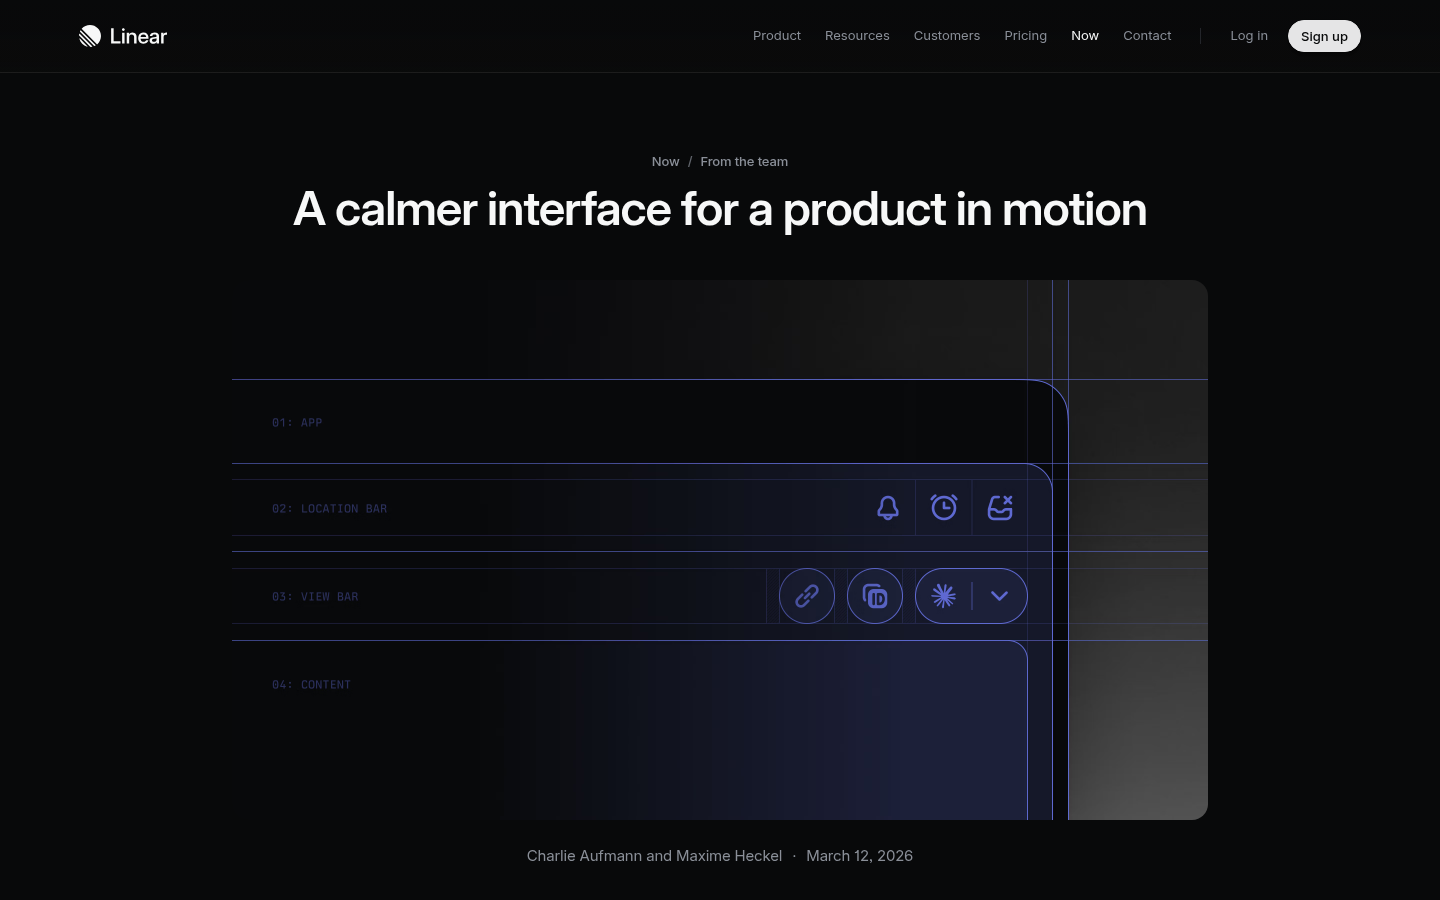 Linear
Product Resources Customers Pricing Now Contact Log in Sign up
Now / From the team
A calmer interface for a product in motion
01: APP
02: LOCATION BAR
03: VIEW BAR
04: CONTENT
Charlie Aufmann and Maxime Heckel · March 12, 2026